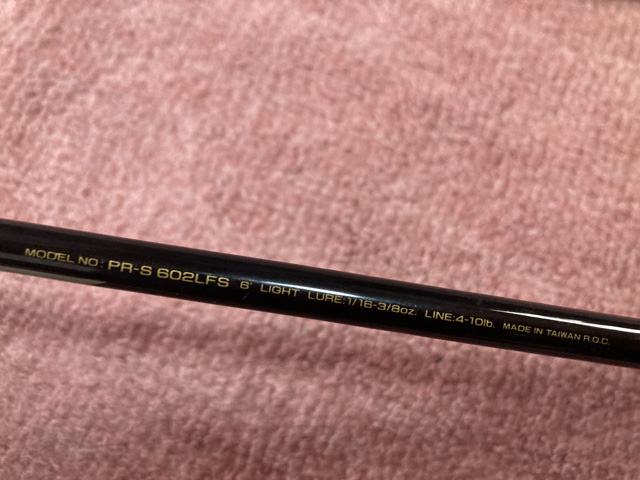 MODEL NO: PR-S 602LFS 6' LIGHT LURE:1/16-3/8oz. LINE:4-10lb. MADE IN TAIWAN R.O.C.